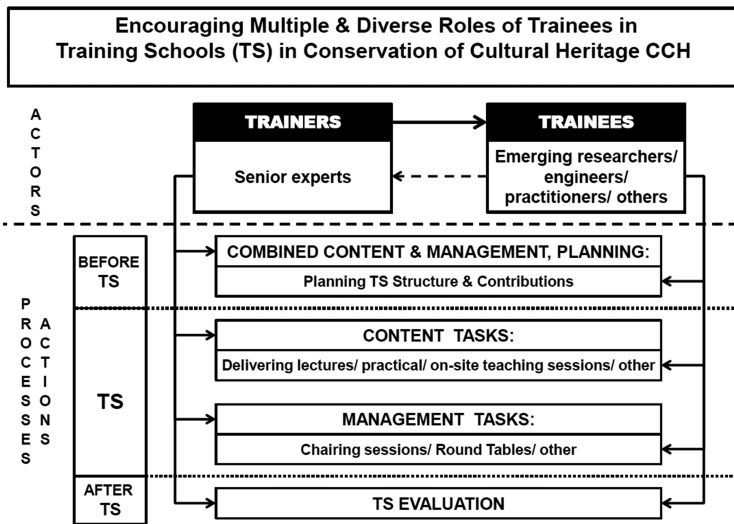 Encouraging Multiple & Diverse Roles of Trainees in
Training Schools (TS) in Conservation of Cultural Heritage CCH
ACTORS
TRAINERS
Senior experts
TRAINEES
Emerging researchers/
engineers/
practitioners/ others
PROCESSES
ACTIONS
BEFORE
TS
COMBINED CONTENT & MANAGEMENT, PLANNING:
Planning TS Structure & Contributions
TS
CONTENT TASKS:
Delivering lectures/ practical/ on-site teaching sessions/ other
MANAGEMENT TASKS:
Chairing sessions/ Round Tables/ other
AFTER
TS
TS EVALUATION